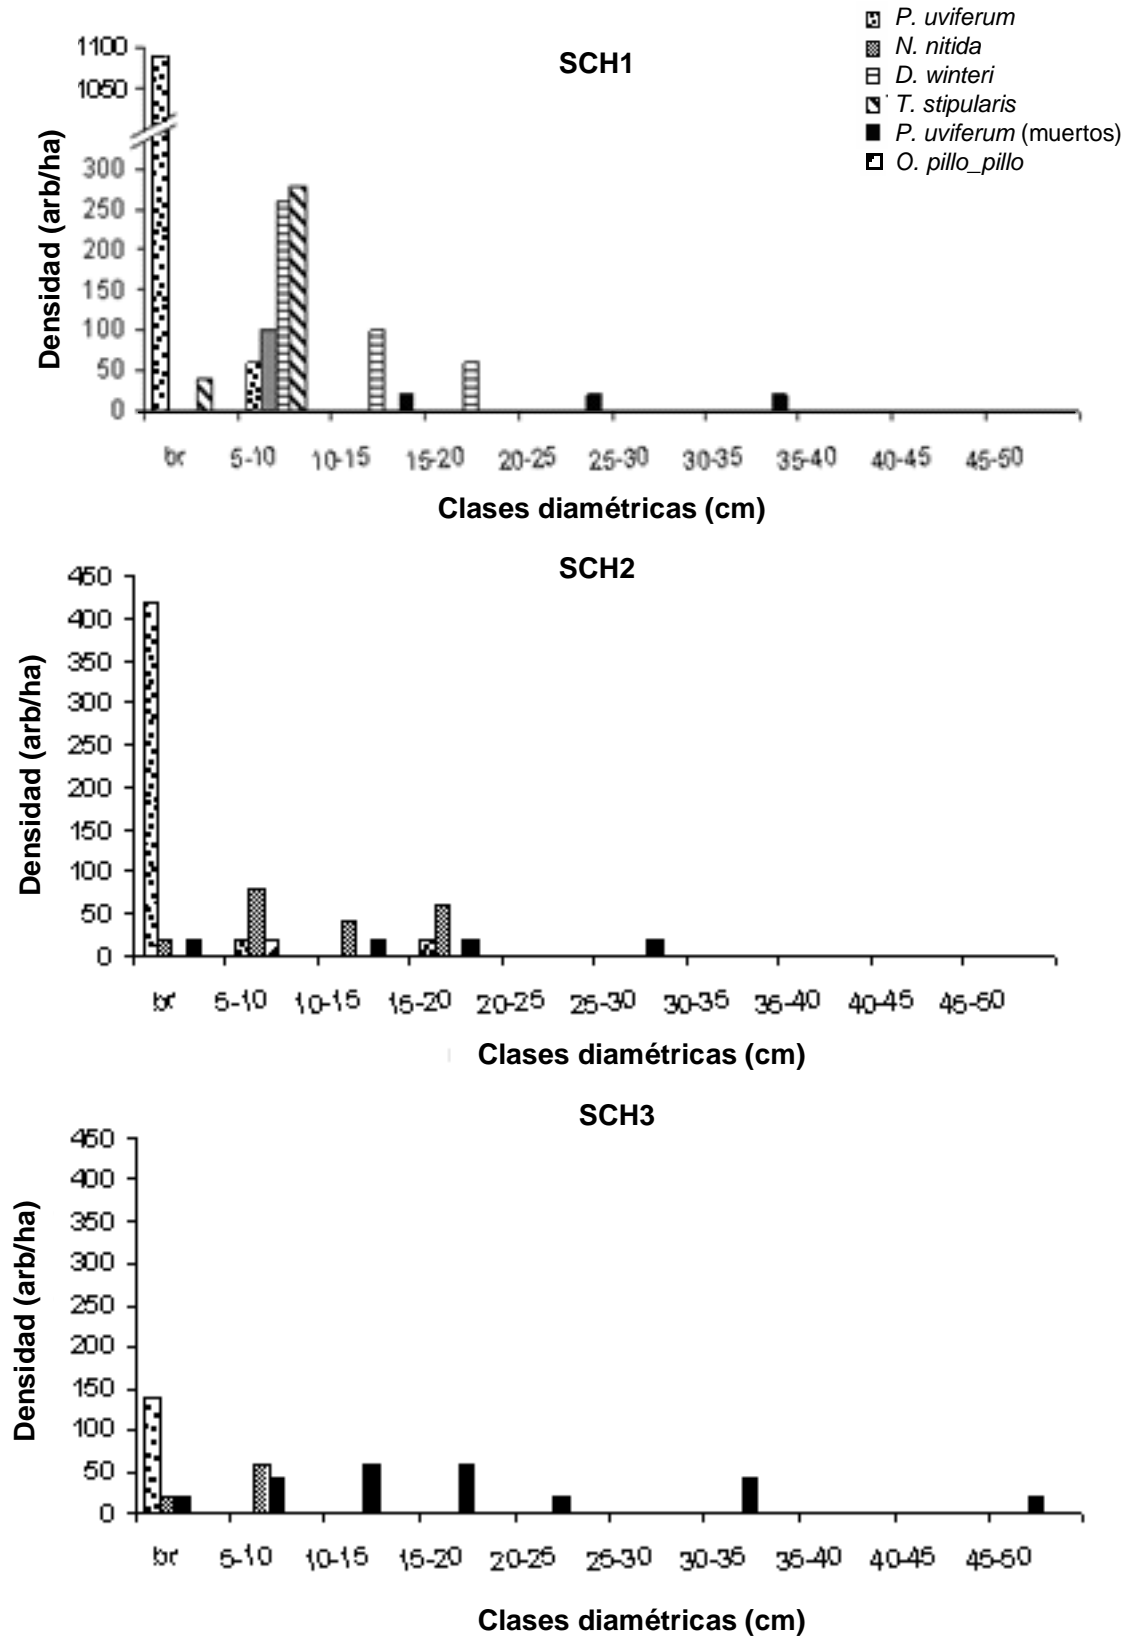 P. uviferum
N. nitida
D. winteri
T. stipularis
P. uviferum (muertos)
O. pillo_pillo
SCH1
Densidad (arb/ha)
1100
1050
300
250
200
150
100
50
0
br 5-10 10-15 15-20 20-25 25-30 30-35 35-40 40-45 45-50
Clases diamétricas (cm)
SCH2
Densidad (arb/ha)
450
400
350
300
250
200
150
100
50
0
br 5-10 10-15 15-20 20-25 25-30 30-35 35-40 40-45 45-50
Clases diamétricas (cm)
SCH3
Densidad (arb/ha)
450
400
350
300
250
200
150
100
50
0
br 5-10 10-15 15-20 20-25 25-30 30-35 35-40 40-45 45-50
Clases diamétricas (cm)